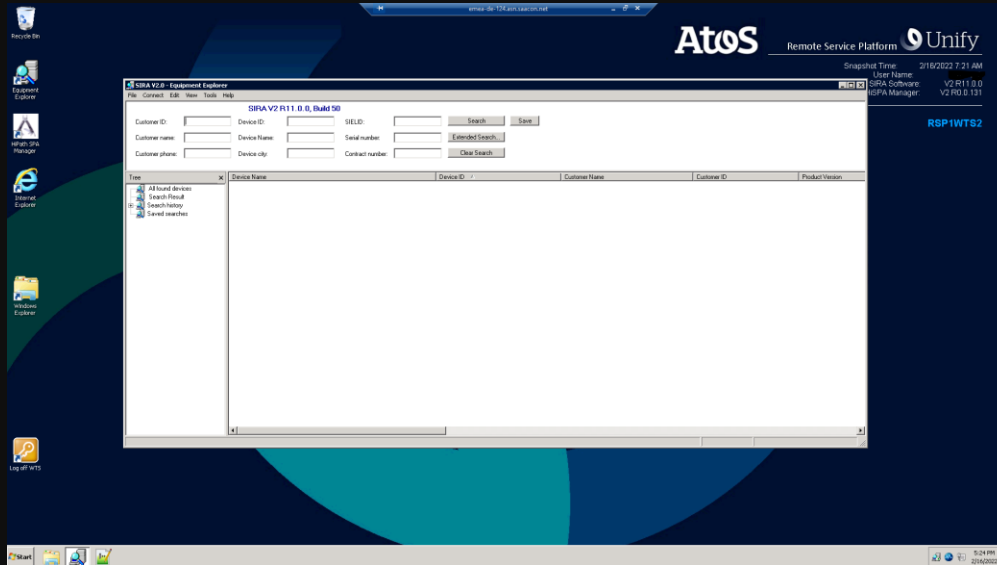 emea-de-124.asn.saacon.net
Recycle Bin
Atos
Remote Service Platform
Unify
Snapshot Time: 2/16/2022 7:21 AM
User Name:
SIRA Software: V2 R11.0.0
HiSPA Manager: V2 R0.0.131
RSP1WTS2
Equipment Explorer
HiPath SPA Manager
Internet Explorer
Windows Explorer
Log off WTS
SIRA V2.0 - Equipment Explorer
File Connect Edit View Tools Help
SIRA V2 R11.0.0, Build 50
Customer ID: Device ID: SIEL ID: Search Save
Customer name: Device Name: Serial number: Extended Search...
Customer phone: Device city: Contract number: Clear Search
Tree x Device Name Device ID / Customer Name Customer ID Product Version
All found devices
Search Result
Search history
Saved searches
Start
5:24 PM
2/16/2022